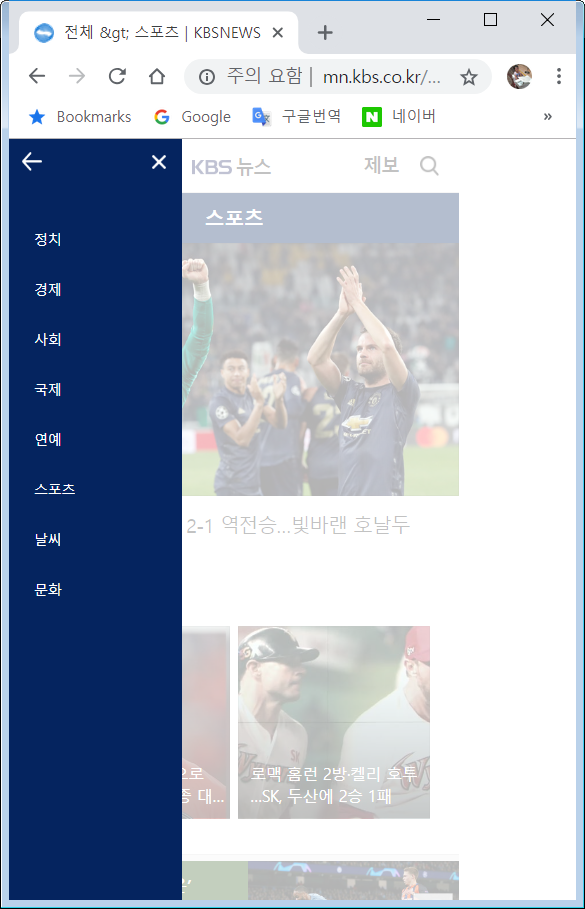 전체 &gt; 스포츠 | KBSNEWS
주의 요함 | mn.kbs.co.kr/...
Bookmarks Google 구글번역 네이버 »
KBS 뉴스 제보
스포츠
정치
경제
사회
국제
연예
스포츠
날씨
문화
2-1 역전승...빛바랜 호날두
으로
종 대...
로맥 홈런 2방·켈리 호투
...SK, 두산에 2승 1패